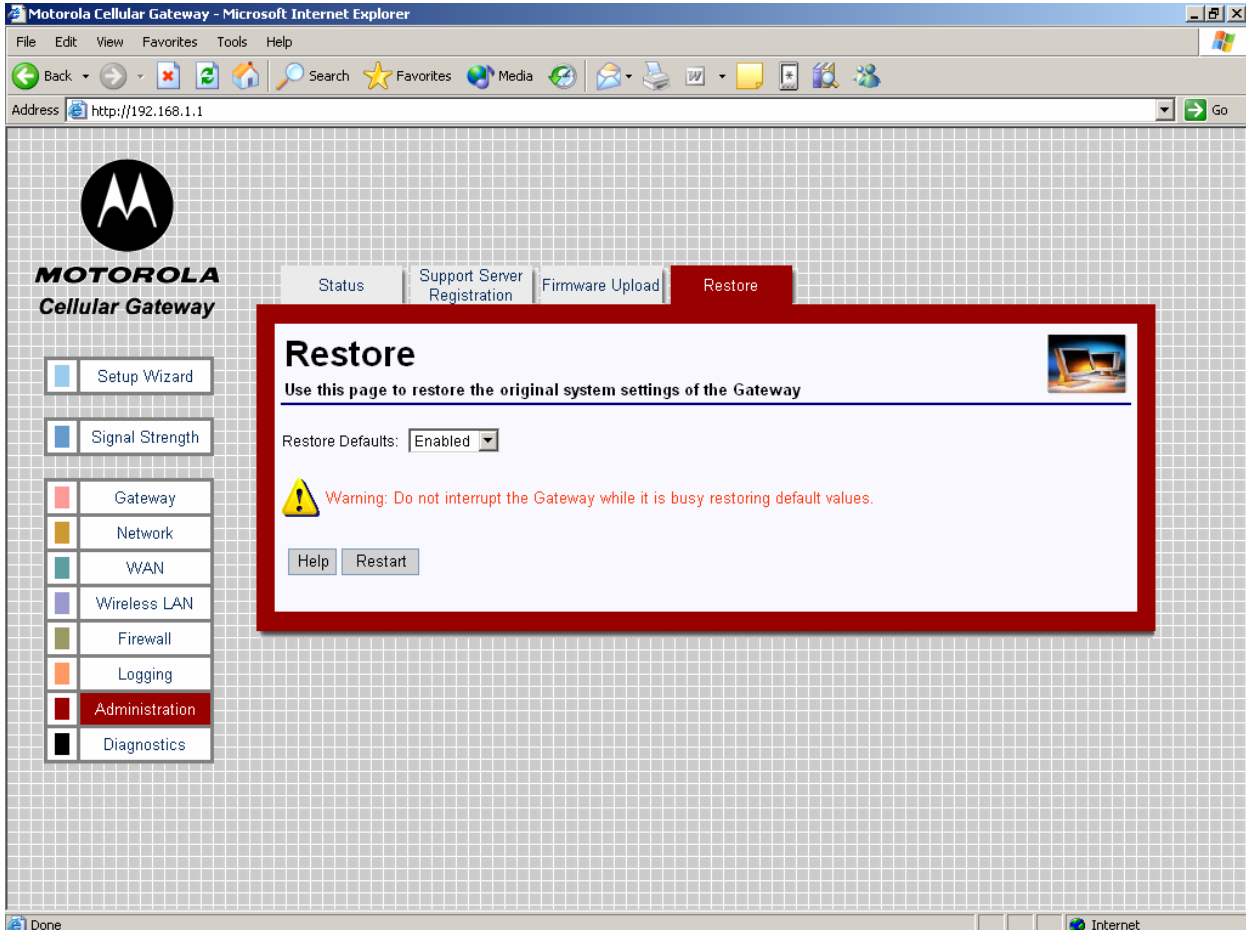 Motorola Cellular Gateway - Microsoft Internet Explorer
File Edit View Favorites Tools Help
Back Search Favorites Media
Address http://192.168.1.1 Go
MOTOROLA
Cellular Gateway
Status
Support Server
Registration
Firmware Upload
Restore
Restore
Use this page to restore the original system settings of the Gateway
Restore Defaults: Enabled
Warning: Do not interrupt the Gateway while it is busy restoring default values.
Help Restart
Setup Wizard
Signal Strength
Gateway
Network
WAN
Wireless LAN
Firewall
Logging
Administration
Diagnostics
Done Internet